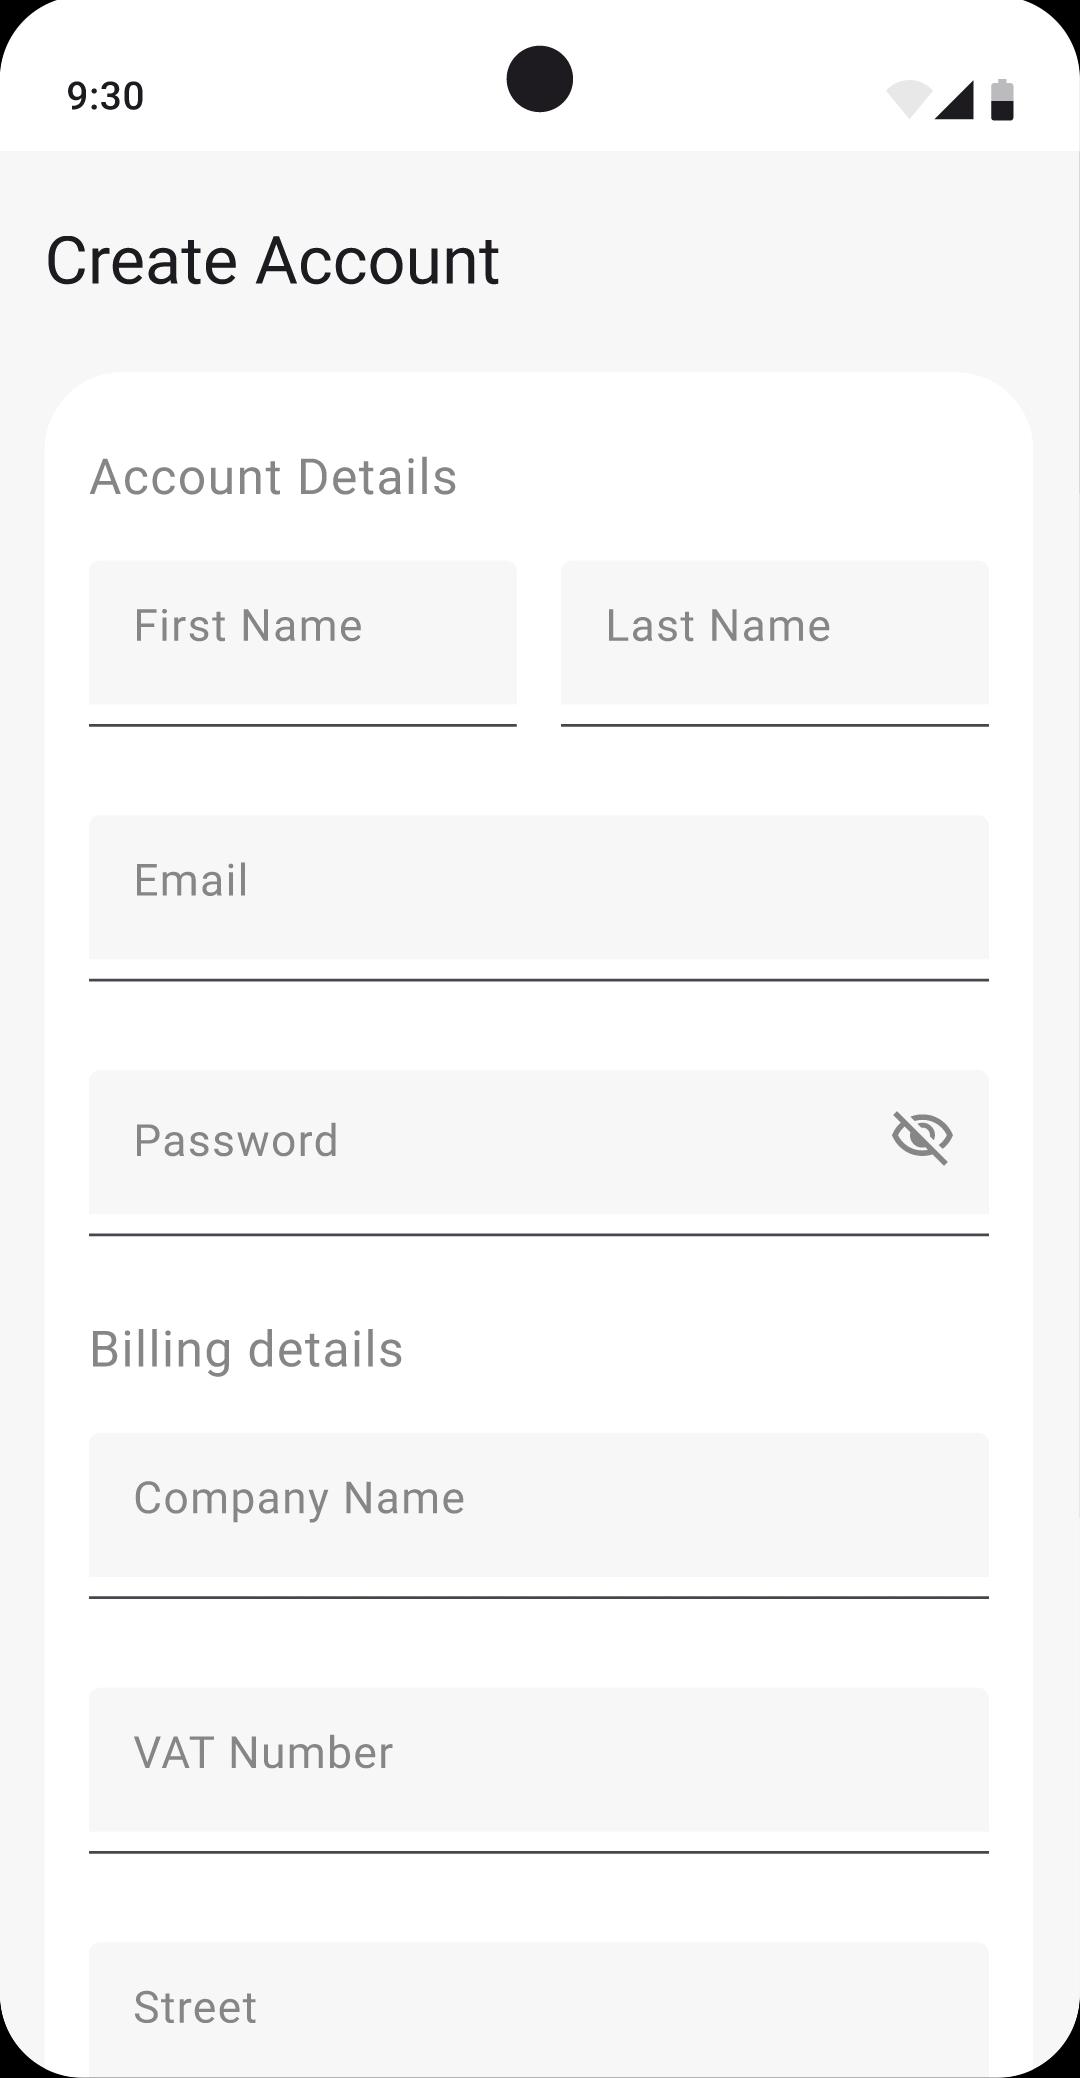 9:30
Create Account
Account Details
First Name Last Name
Email
Password
Billing details
Company Name
VAT Number
Street